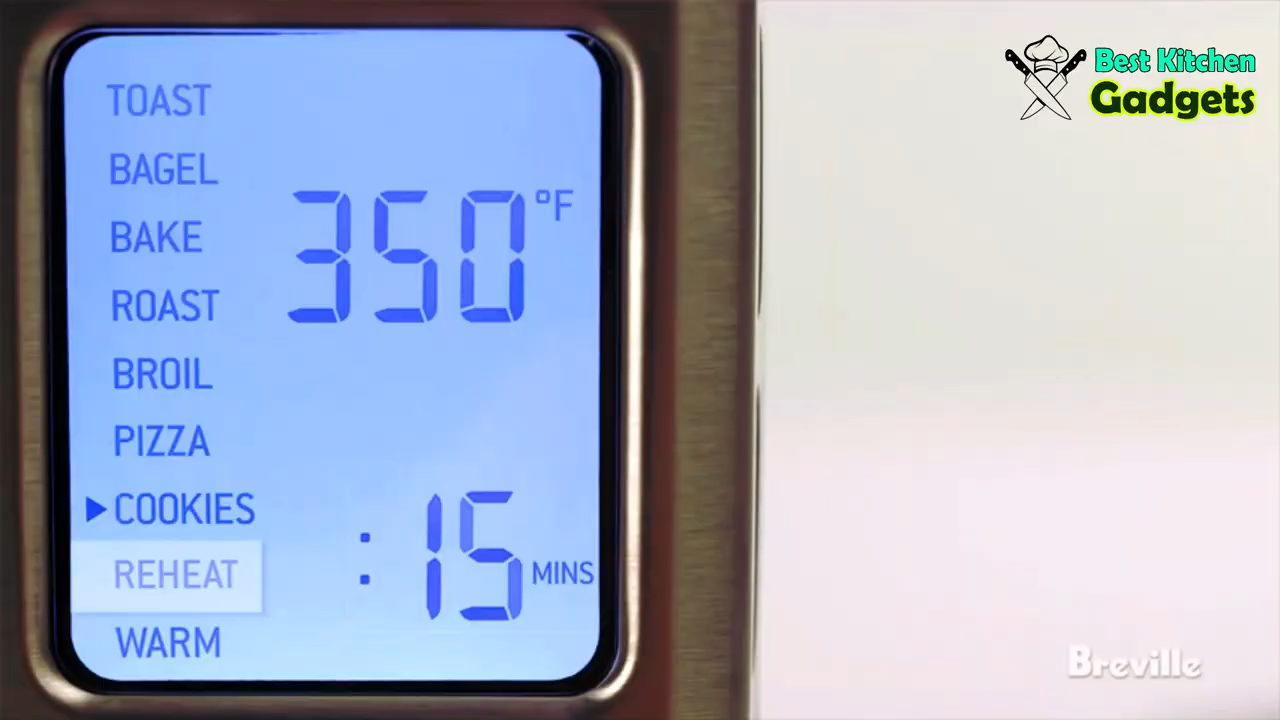 TOAST
BAGEL
BAKE
ROAST
BROIL
PIZZA
COOKIES
REHEAT
WARM
350 °F
:15 MINS
Best Kitchen
Gadgets
Breville